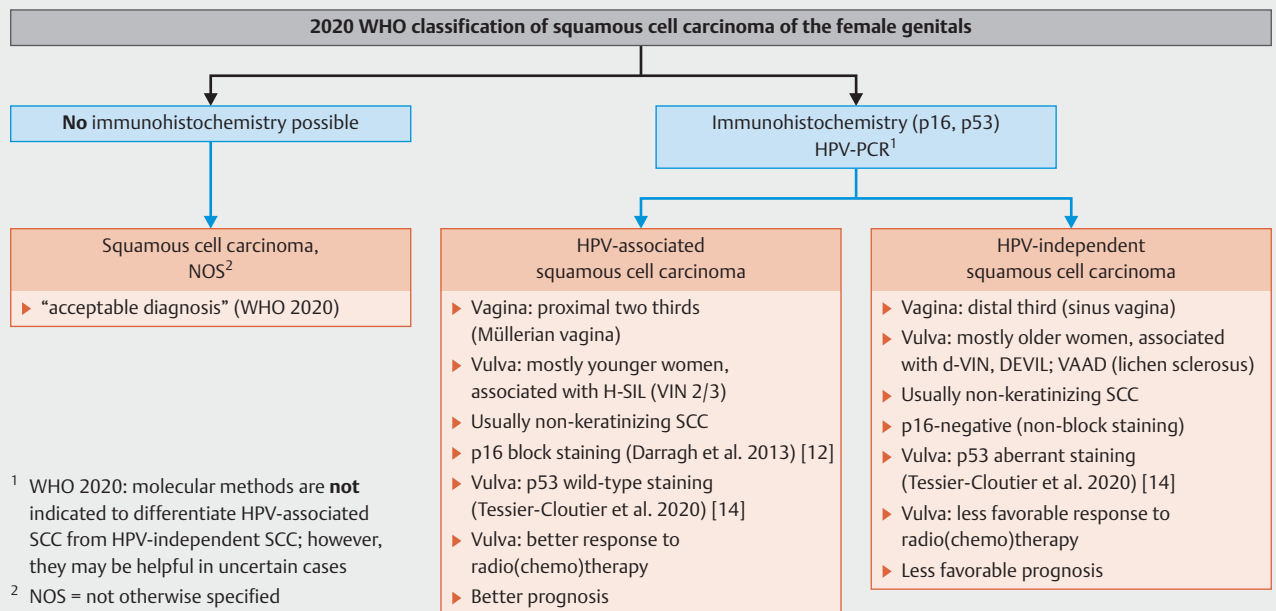 2020 WHO classification of squamous cell carcinoma of the female genitals
No immunohistochemistry possible
Immunohistochemistry (p16, p53)
HPV-PCR¹
Squamous cell carcinoma,
NOS²
▶ “acceptable diagnosis” (WHO 2020)
HPV-associated
squamous cell carcinoma
▶ Vagina: proximal two thirds
(Müllerian vagina)
▶ Vulva: mostly younger women,
associated with H-SIL (VIN 2/3)
▶ Usually non-keratinizing SCC
▶ p16 block staining (Darragh et al. 2013) [12]
▶ Vulva: p53 wild-type staining
(Tessier-Cloutier et al. 2020) [14]
▶ Vulva: better response to
radio(chemo)therapy
▶ Better prognosis
HPV-independent
squamous cell carcinoma
▶ Vagina: distal third (sinus vagina)
▶ Vulva: mostly older women, associated
with d-VIN, DEVIL; VAAD (lichen sclerosus)
▶ Usually non-keratinizing SCC
▶ p16-negative (non-block staining)
▶ Vulva: p53 aberrant staining
(Tessier-Cloutier et al. 2020) [14]
▶ Vulva: less favorable response to
radio(chemo)therapy
▶ Less favorable prognosis
¹ WHO 2020: molecular methods are not
indicated to differentiate HPV-associated
SCC from HPV-independent SCC; however,
they may be helpful in uncertain cases
² NOS = not otherwise specified